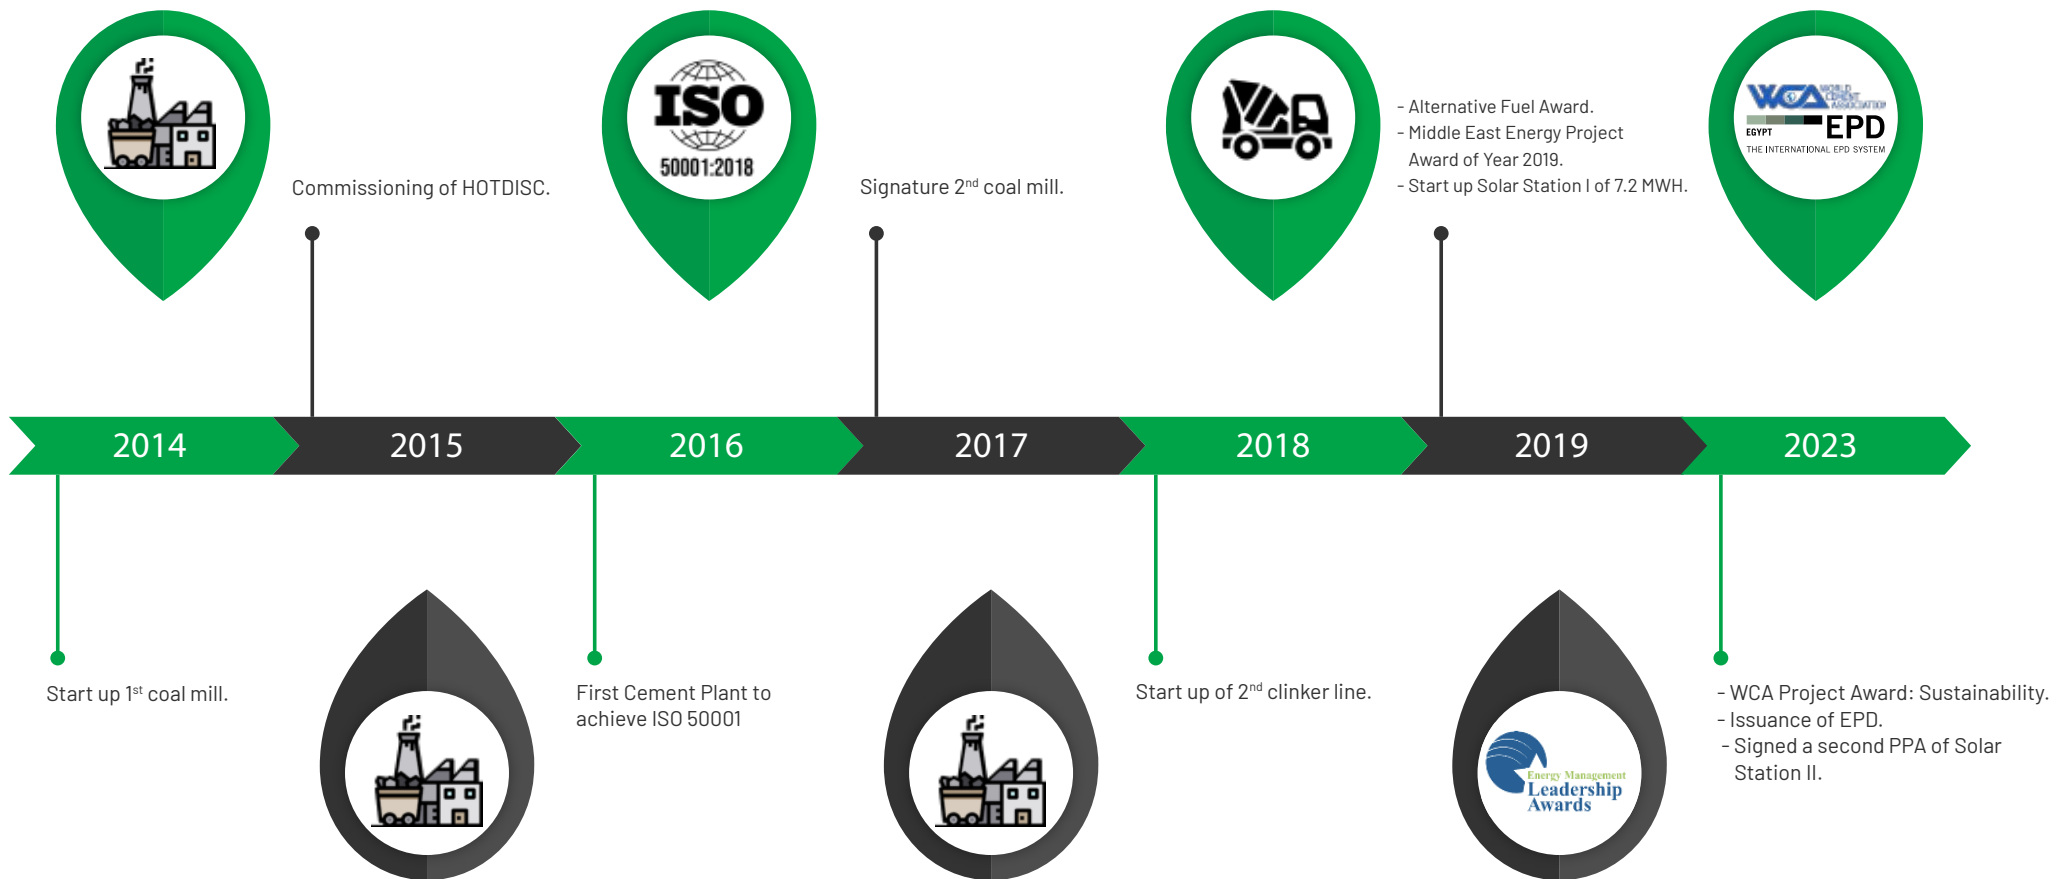 ISO
50001:2018
WCA WORLD
CEMENT
ASSOCIATION
EGYPT
EPD
THE INTERNATIONAL EPD SYSTEM
Commissioning of HOTDISC.
Signature 2nd coal mill.
- Alternative Fuel Award.
- Middle East Energy Project
Award of Year 2019.
- Start up Solar Station I of 7.2 MWH.
2014
2015
2016
2017
2018
2019
2023
Start up 1st coal mill.
First Cement Plant to
achieve ISO 50001
Start up of 2nd clinker line.
Energy Management
Leadership
Awards
- WCA Project Award: Sustainability.
- Issuance of EPD.
- Signed a second PPA of Solar
Station II.